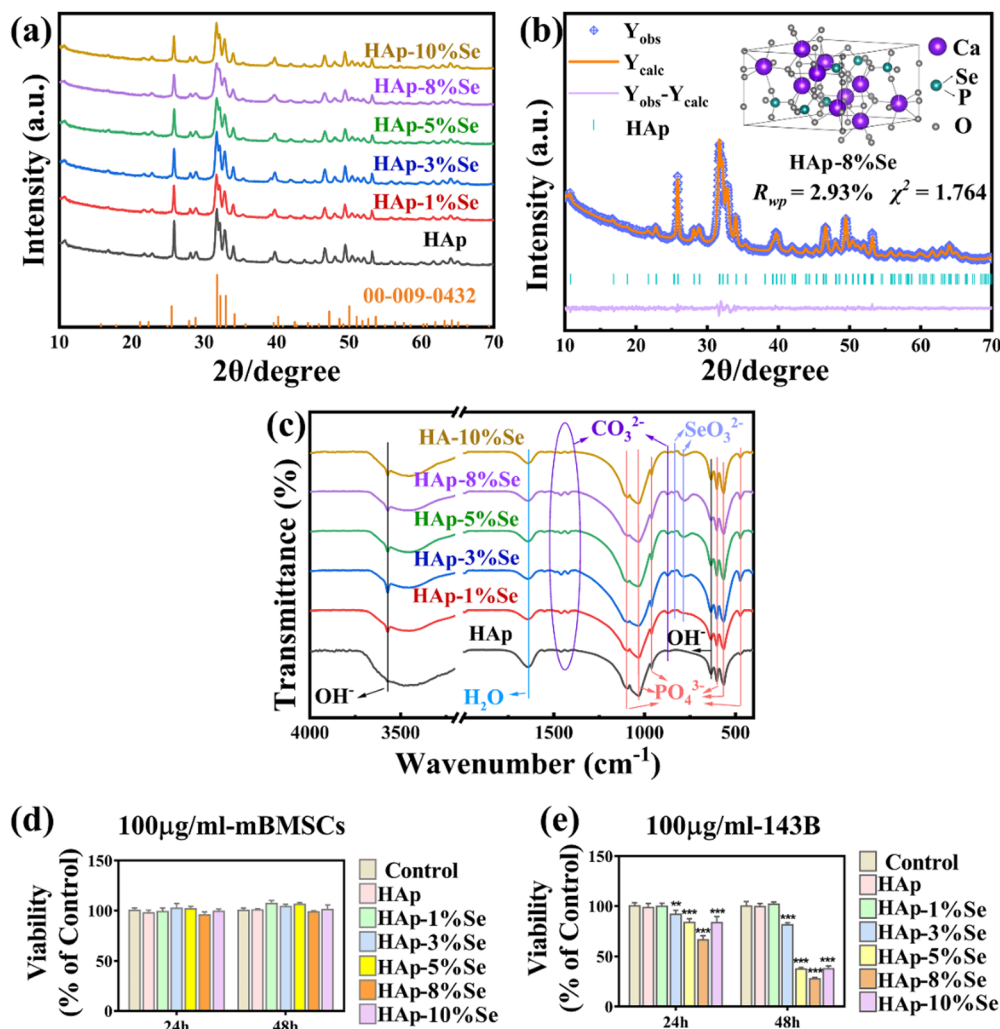 (a)
HAp-10%Se
HAp-8%Se
HAp-5%Se
HAp-3%Se
HAp-1%Se
HAp
00-009-0432
Intensity (a.u.)
10 20 30 40 50 60 70
2θ/degree
(b)
Yobs
Ycalc
Yobs-Ycalc
HAp
Ca
Se
P
O
HAp-8%Se
Rwp = 2.93% χ² = 1.764
Intensity (a.u.)
10 20 30 40 50 60 70
2θ/degree
(c)
HA-10%Se
HAp-8%Se
HAp-5%Se
HAp-3%Se
HAp-1%Se
HAp
CO₃²⁻
SeO₃²⁻
OH⁻
OH⁻
H₂O
PO₄³⁻
Transmittance (%)
4000 3500 1500 1000 500
Wavenumber (cm⁻¹)
(d)
100μg/ml-mBMSCs
Viability
(% of Control)
150
100
50
0
24h 48h
Control
HAp
HAp-1%Se
HAp-3%Se
HAp-5%Se
HAp-8%Se
HAp-10%Se
(e)
100μg/ml-143B
Viability
(% of Control)
150
100
50
0
** *** *** *** *** *** *** ***
24h 48h
Control
HAp
HAp-1%Se
HAp-3%Se
HAp-5%Se
HAp-8%Se
HAp-10%Se